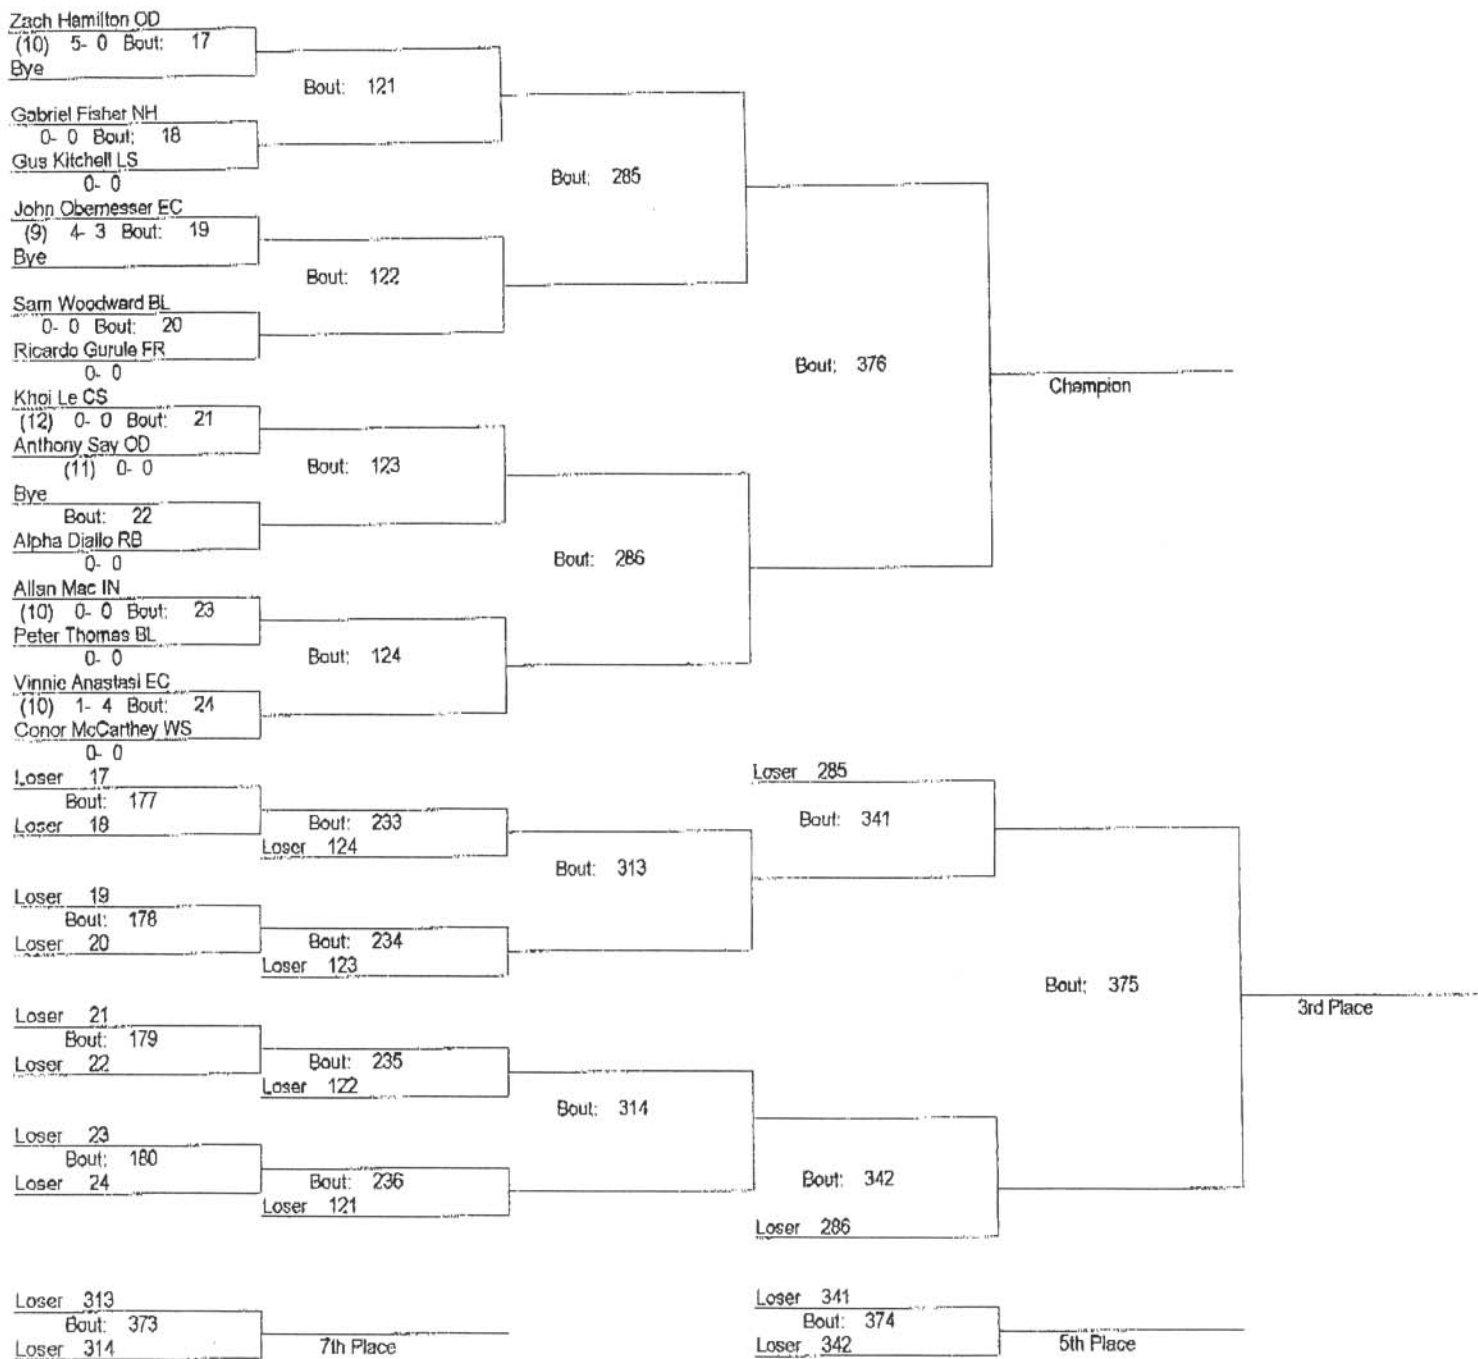 Zach Hamilton OD
(10) 5- 0 Bout: 17
Bye
Bout: 121
Gabriel Fisher NH
0- 0 Bout: 18
Gus Kitchell LS
0- 0
Bout: 285
John Obernesser EC
(9) 4- 3 Bout: 19
Bye
Bout: 122
Sam Woodward BL
0- 0 Bout: 20
Ricardo Gurule FR
0- 0
Bout: 376
Champion
Khoi Le CS
(12) 0- 0 Bout: 21
Anthony Say OD
(11) 0- 0
Bout: 123
Bye
Bout: 22
Alpha Diallo RB
0- 0
Bout: 286
Allan Mac IN
(10) 0- 0 Bout: 23
Peter Thomas BL
0- 0
Bout: 124
Vinnie Anastasi EC
(10) 1- 4 Bout: 24
Conor McCarthey WS
0- 0
Loser 17
Bout: 177
Loser 18
Bout: 233
Loser 124
Loser 285
Bout: 341
Bout: 313
Loser 19
Bout: 178
Loser 20
Bout: 234
Loser 123
Bout: 375
3rd Place
Loser 21
Bout: 179
Loser 22
Bout: 235
Loser 122
Bout: 314
Loser 23
Bout: 180
Loser 24
Bout: 236
Loser 121
Bout: 342
Loser 286
Loser 313
Bout: 373
Loser 314
7th Place
Loser 341
Bout: 374
Loser 342
5th Place